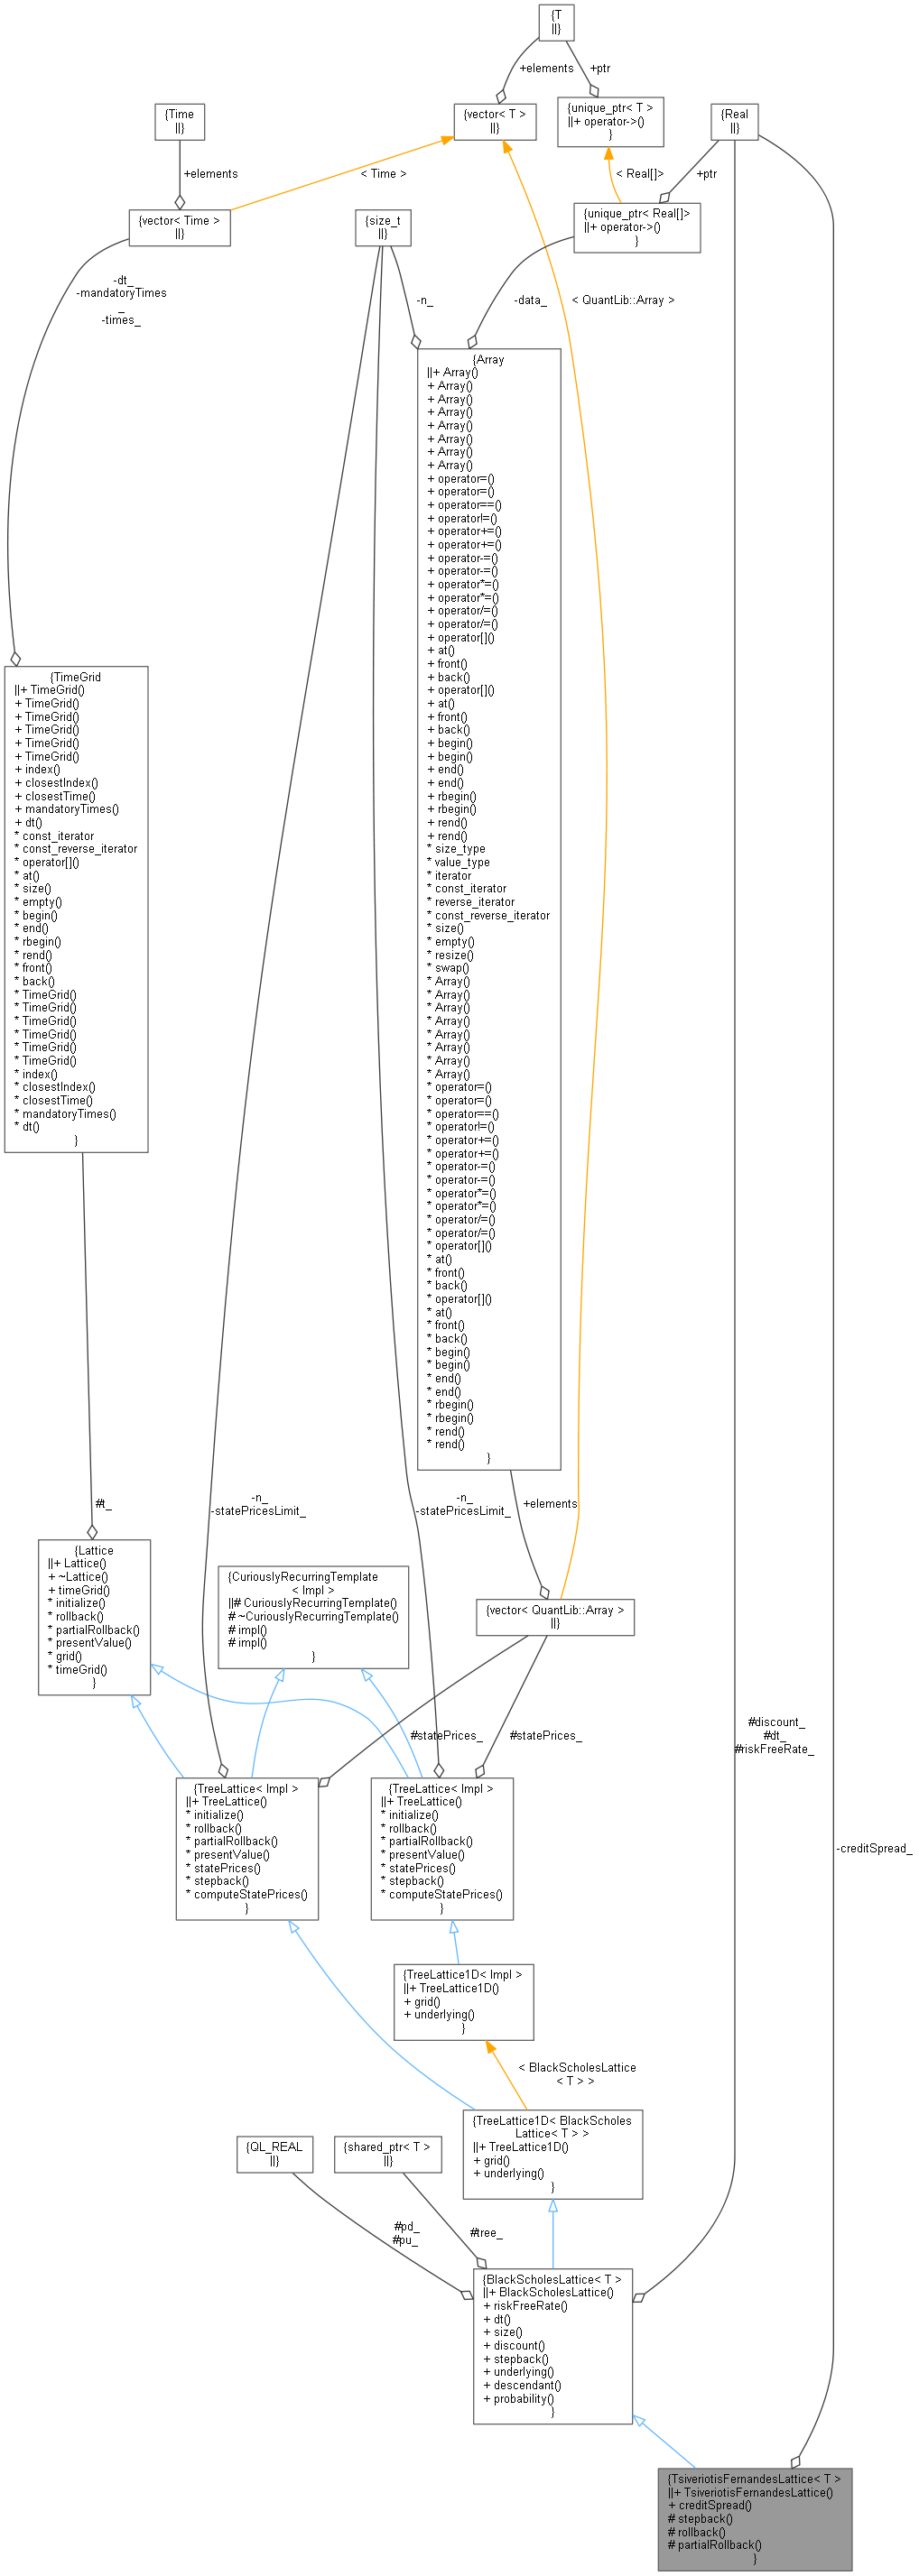 {T
||}
+elements
+ptr
{Time
||}
{vector< T >
||}
{unique_ptr< T >
||+ operator->()
}
{Real
||}
+elements
< Time >
< Real[]>
+ptr
{vector< Time >
||}
{size_t
||}
{unique_ptr< Real[]>
||+ operator->()
}
-dt_
-mandatoryTimes
_
-times_
-n_
-data_
< QuantLib::Array >
{Array
||+ Array()
+ Array()
+ Array()
+ Array()
+ Array()
+ Array()
+ Array()
+ Array()
+ operator=()
+ operator=()
+ operator==()
+ operator!=()
+ operator+=()
+ operator+=()
+ operator-=()
+ operator-=()
+ operator*=()
+ operator*=()
+ operator/=()
+ operator/=()
+ operator[]()
+ at()
+ front()
+ back()
+ operator[]()
+ at()
+ front()
+ back()
+ begin()
+ begin()
+ end()
+ end()
+ rbegin()
+ rbegin()
+ rend()
+ rend()
* size_type
* value_type
* iterator
* const_iterator
* reverse_iterator
* const_reverse_iterator
* size()
* empty()
* resize()
* swap()
* Array()
* Array()
* Array()
* Array()
* Array()
* Array()
* Array()
* Array()
* operator=()
* operator=()
* operator==()
* operator!=()
* operator+=()
* operator+=()
* operator-=()
* operator-=()
* operator*=()
* operator*=()
* operator/=()
* operator/=()
* operator[]()
* at()
* front()
* back()
* operator[]()
* at()
* front()
* back()
* begin()
* begin()
* end()
* end()
* rbegin()
* rbegin()
* rend()
* rend()
}
{TimeGrid
||+ TimeGrid()
+ TimeGrid()
+ TimeGrid()
+ TimeGrid()
+ TimeGrid()
+ TimeGrid()
+ index()
+ closestIndex()
+ closestTime()
+ mandatoryTimes()
+ dt()
* const_iterator
* const_reverse_iterator
* operator[]()
* at()
* size()
* empty()
* begin()
* end()
* rbegin()
* rend()
* front()
* back()
* TimeGrid()
* TimeGrid()
* TimeGrid()
* TimeGrid()
* TimeGrid()
* TimeGrid()
* index()
* closestIndex()
* closestTime()
* mandatoryTimes()
* dt()
}
#t_
-n_
-statePricesLimit_
-n_
-statePricesLimit_
+elements
{Lattice
||+ Lattice()
+ ~Lattice()
+ timeGrid()
* initialize()
* rollback()
* partialRollback()
* presentValue()
* grid()
* timeGrid()
}
{CuriouslyRecurringTemplate
< Impl >
||# CuriouslyRecurringTemplate()
# ~CuriouslyRecurringTemplate()
# impl()
# impl()
}
{vector< QuantLib::Array >
||}
#statePrices_
#statePrices_
#discount_
#dt_
#riskFreeRate_
{TreeLattice< Impl >
||+ TreeLattice()
* initialize()
* rollback()
* partialRollback()
* presentValue()
* statePrices()
* stepback()
* computeStatePrices()
}
{TreeLattice< Impl >
||+ TreeLattice()
* initialize()
* rollback()
* partialRollback()
* presentValue()
* statePrices()
* stepback()
* computeStatePrices()
}
-creditSpread_
{TreeLattice1D< Impl >
||+ TreeLattice1D()
+ grid()
+ underlying()
}
< BlackScholesLattice
< T > >
{TreeLattice1D< BlackScholes
Lattice< T > >
||+ TreeLattice1D()
+ grid()
+ underlying()
}
{QL_REAL
||}
{shared_ptr< T >
||}
#pd_
#pu_
#tree_
{BlackScholesLattice< T >
||+ BlackScholesLattice()
+ riskFreeRate()
+ dt()
+ size()
+ discount()
+ stepback()
+ underlying()
+ descendant()
+ probability()
}
{TsiveriotisFernandesLattice< T >
||+ TsiveriotisFernandesLattice()
+ creditSpread()
# stepback()
# rollback()
# partialRollback()
}